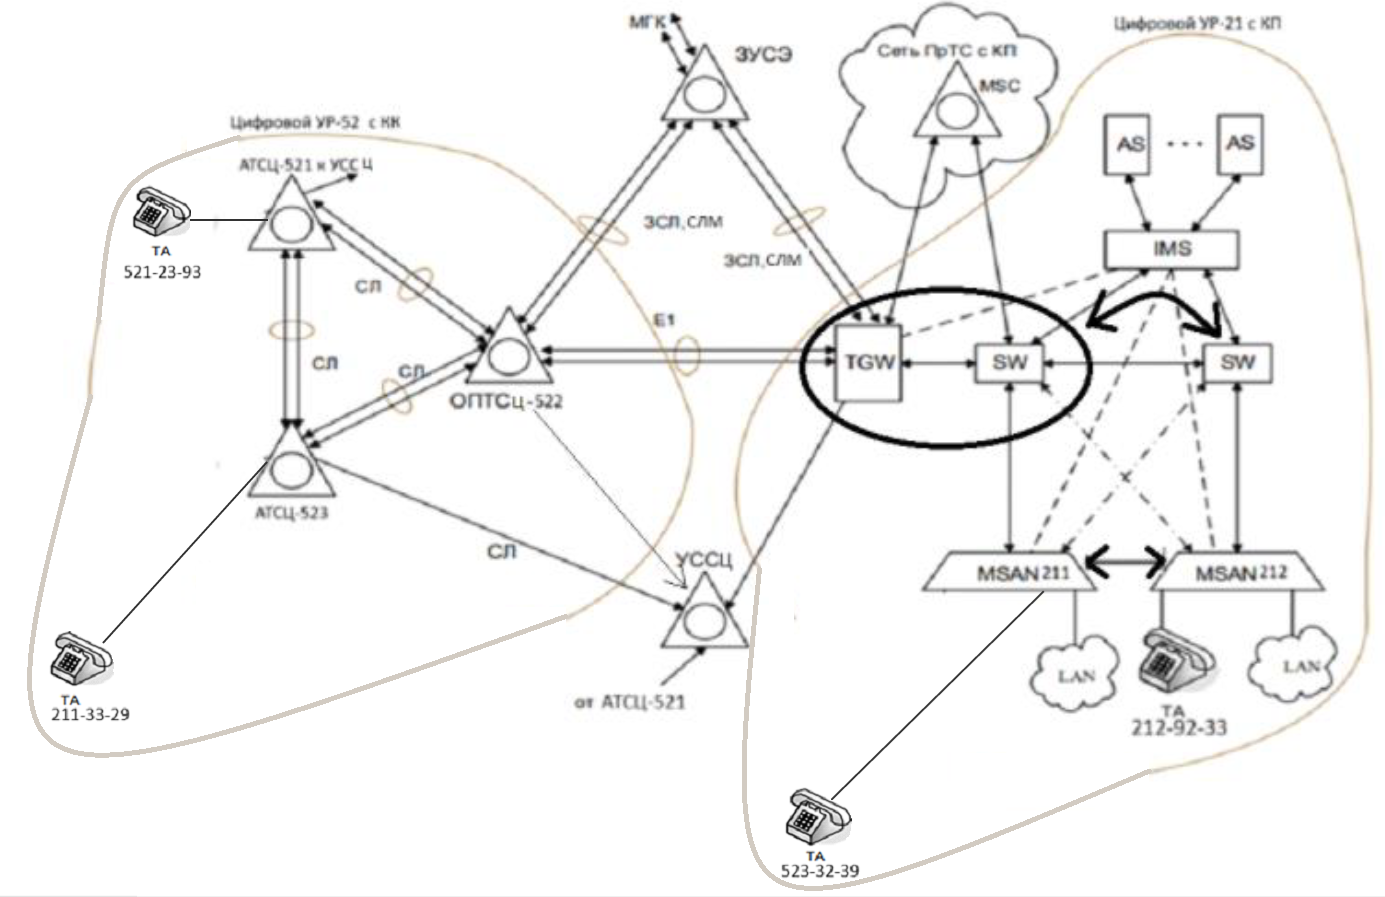 МГК
ЗУСЭ
Сеть ПрТС с КП
MSC
Цифровой УР-21 с КП
Цифровой УР-52 с КК
АТСЦ-521 к УСС Ц
AS
AS
ТА
521-23-93
ЗСЛ,СЛМ
ЗСЛ,СЛМ
IMS
СЛ
E1
СЛ
СЛ
TGW
SW
SW
ОПТСЦ-522
АТСЦ-523
СЛ
УССЦ
MSAN 211
MSAN 212
ТА
211-33-29
от АТСЦ-521
LAN
LAN
ТА
212-92-33
ТА
523-32-39